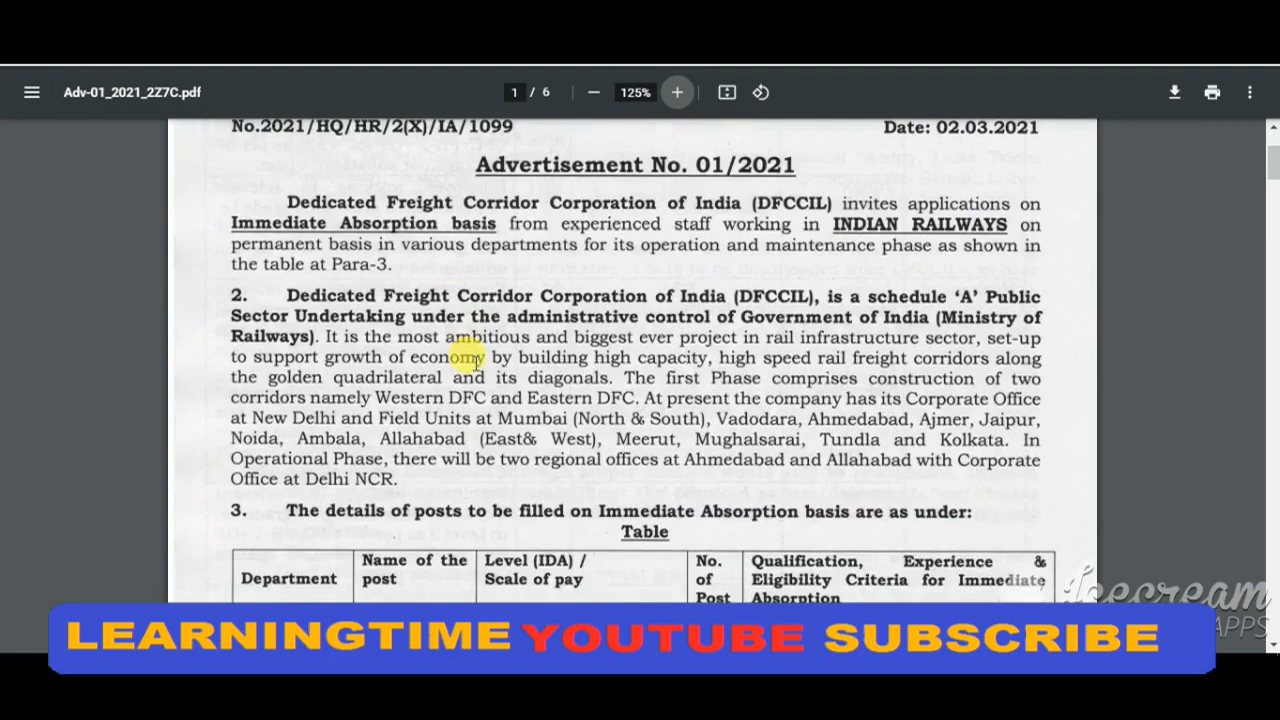 Adv-01_2021_2Z7C.pdf
1 / 6
125%
No.2021/HQ/HR/2(X)/IA/1099 Date: 02.03.2021
Advertisement No. 01/2021
Dedicated Freight Corridor Corporation of India (DFCCIL) invites applications on
Immediate Absorption basis from experienced staff working in INDIAN RAILWAYS on
permanent basis in various departments for its operation and maintenance phase as shown in
the table at Para-3.
2. Dedicated Freight Corridor Corporation of India (DFCCIL), is a schedule ‘A’ Public
Sector Undertaking under the administrative control of Government of India (Ministry of
Railways). It is the most ambitious and biggest ever project in rail infrastructure sector, set-up
to support growth of economy by building high capacity, high speed rail freight corridors along
the golden quadrilateral and its diagonals. The first Phase comprises construction of two
corridors namely Western DFC and Eastern DFC. At present the company has its Corporate Office
at New Delhi and Field Units at Mumbai (North & South), Vadodara, Ahmedabad, Ajmer, Jaipur,
Noida, Ambala, Allahabad (East& West), Meerut, Mughalsarai, Tundla and Kolkata. In
Operational Phase, there will be two regional offices at Ahmedabad and Allahabad with Corporate
Office at Delhi NCR.
3. The details of posts to be filled on Immediate Absorption basis are as under:
Table
Department
Name of the
post
Level (IDA) /
Scale of pay
No.
of
Post
Qualification, Experience &
Eligibility Criteria for Immediate
Absorption
Icecream
APPS
LEARNINGTIME YOUTUBE SUBSCRIBE